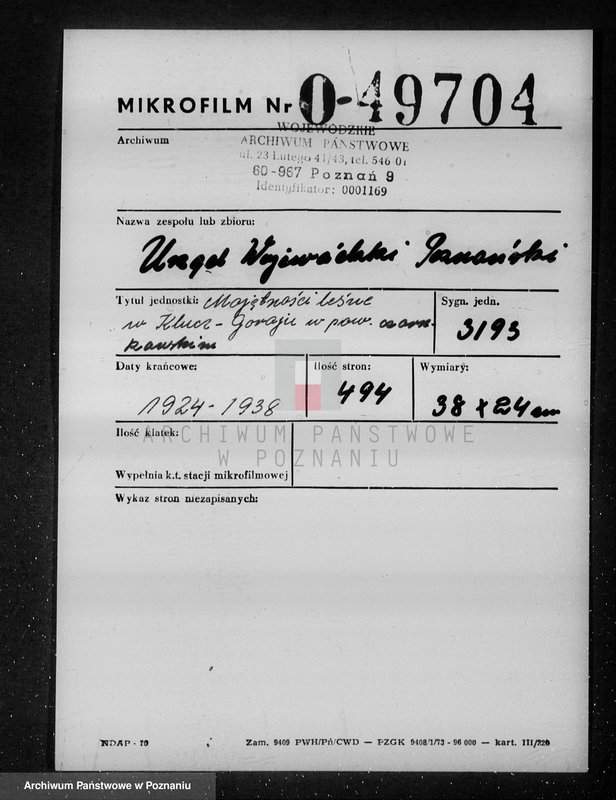 MIKROFILM Nr 0-49704
WOJEWÓDZKIE
Archiwum ARCHIWUM PAŃSTWOWE
ul. 23 Lutego 41/43, tel. 546 01
60-967 Poznań 9
Identyfikator: 0001169
Nazwa zespołu lub zbioru:
Urząd Wojewódzki Poznański
Tytuł jednostki: Majętności leśne
w Klucz-Goraju w pow. czarn-
kowskim
Sygn. jedn.
3193
Daty krańcowe:
1924-1938
Ilość stron:
494
Wymiary:
38 x 24 cm
Ilość klatek:
ARCHIWUM PAŃSTWOWE
W POZNANIU
Wypełnia k.t. stacji mikrofilmowej
Wykaz stron niezapisanych:
NDAP - 10
Zam. 9409 PWH/Pń/CWD — PZGK 9408/1/73 - 96 000 — kart. III/220
Archiwum Państwowe w Poznaniu